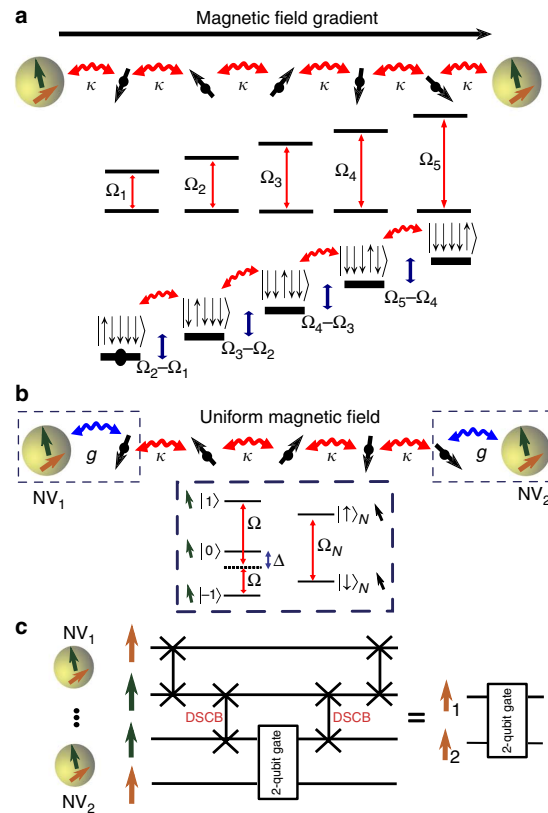 a
Magnetic field gradient
κ κ κ κ κ κ
Ω1 Ω2 Ω3 Ω4 Ω5
|↓↓↓↓↑⟩
|↓↓↓↑↓⟩
|↓↓↑↓↓⟩
|↓↑↓↓↓⟩
|↑↓↓↓↓⟩
Ω5–Ω4
Ω4–Ω3
Ω3–Ω2
Ω2–Ω1
b
Uniform magnetic field
g κ κ κ κ g
NV1 NV2
|1⟩ |↑⟩N
Ω ΩN
|0⟩ Δ
Ω
|−1⟩ |↓⟩N
c
NV1
DSCB DSCB
2-qubit gate
=
1
2
2-qubit gate
NV2